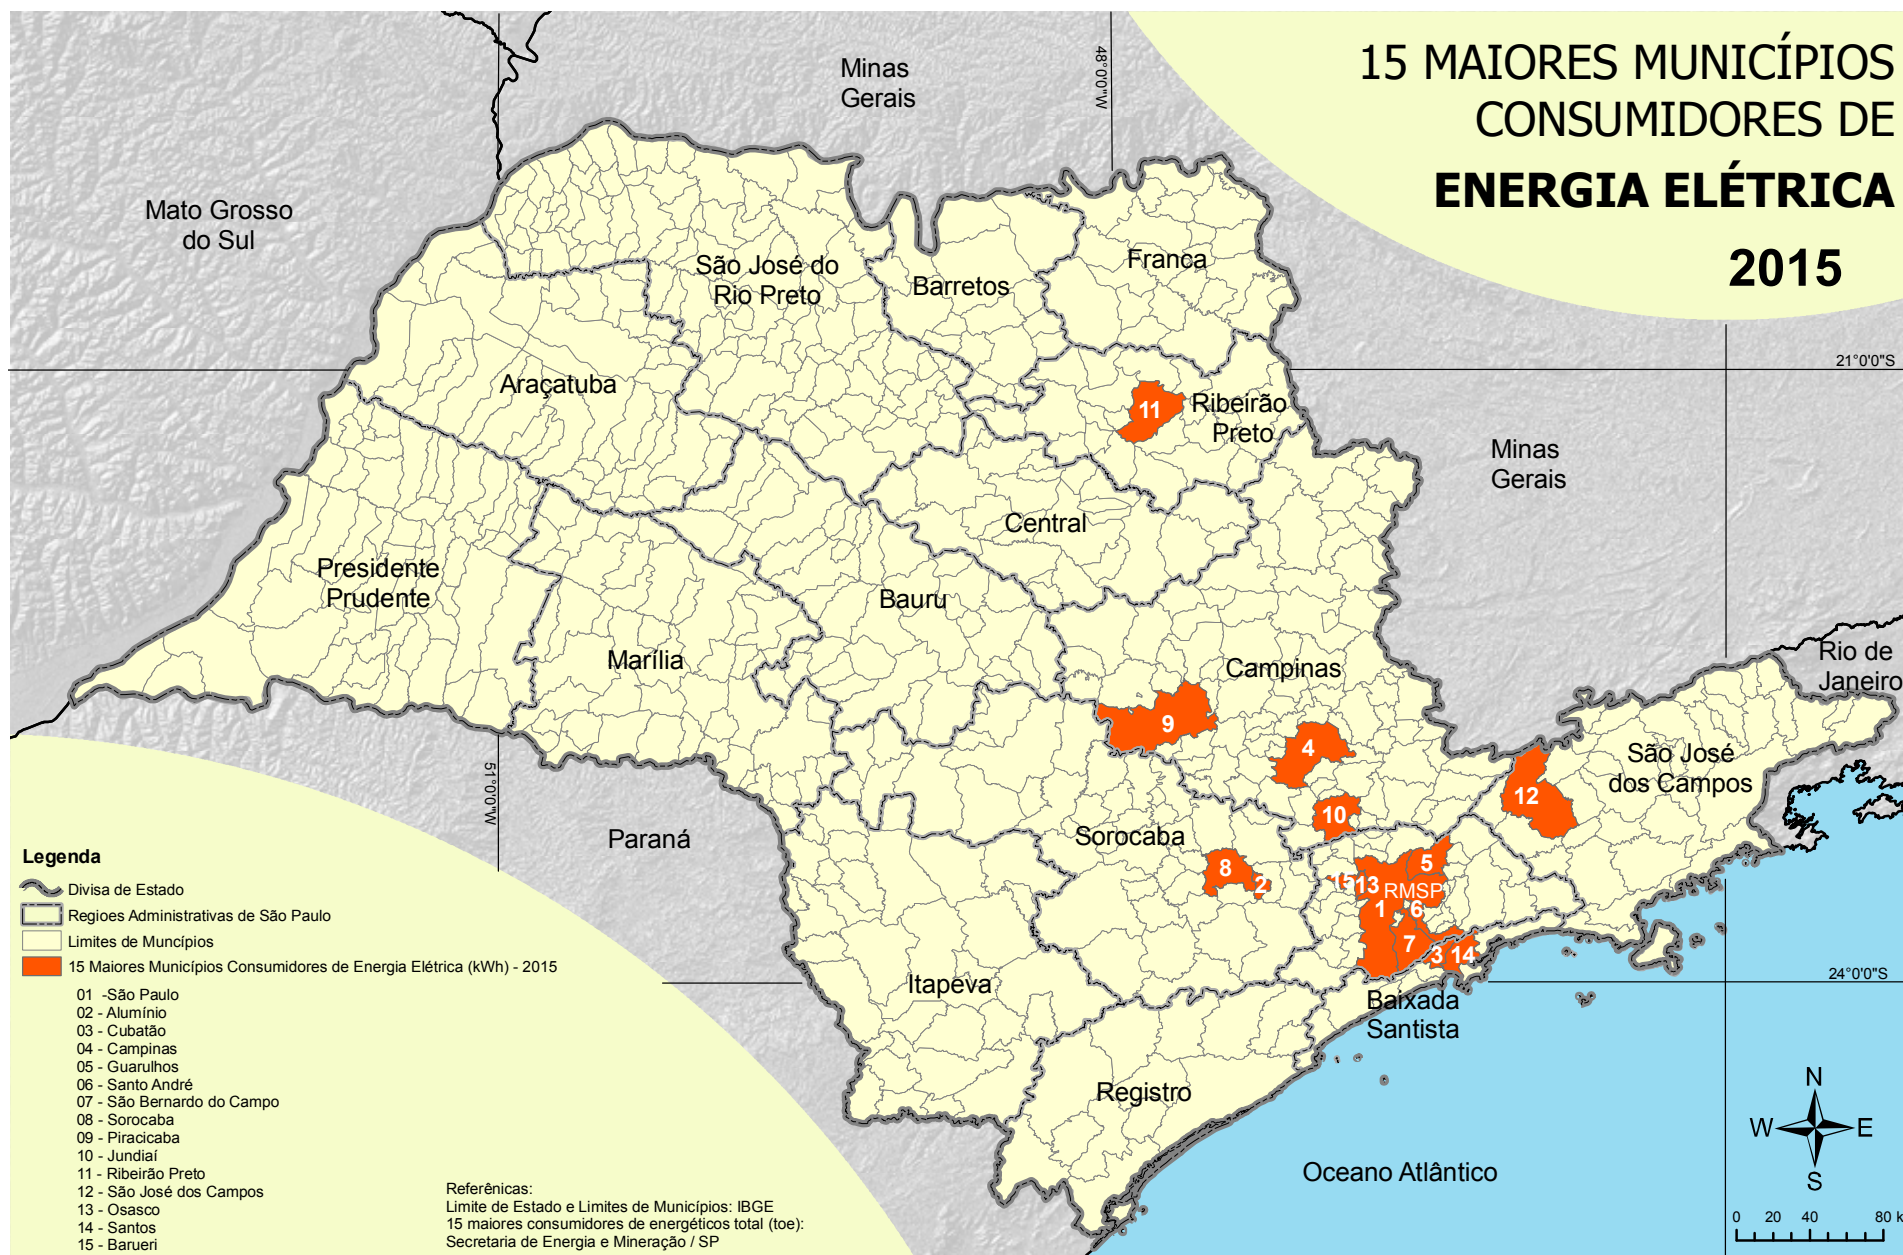 15 MAIORES MUNICÍPIOS
CONSUMIDORES DE
ENERGIA ELÉTRICA
2015
Minas
Gerais
48°0'0"W
Mato Grosso
do Sul
São José do
Rio Preto
Barretos
Franca
21°0'0"S
Araçatuba
11
Ribeirão
Preto
Minas
Gerais
Central
Presidente
Prudente
Bauru
Marília
Campinas
Rio de
Janeiro
9
4
São José
dos Campos
12
51°0'0"W
Paraná
Sorocaba
10
8
2
5
15
13
RMSP
1
6
7
3
14
24°0'0"S
Itapeva
Baixada
Santista
Registro
Oceano Atlântico
N
W
E
S
0 20 40 80 k
Legenda
Divisa de Estado
Regioes Administrativas de São Paulo
Limites de Muncípios
15 Maiores Municípios Consumidores de Energia Elétrica (kWh) - 2015
01 -São Paulo
02 - Alumínio
03 - Cubatão
04 - Campinas
05 - Guarulhos
06 - Santo André
07 - São Bernardo do Campo
08 - Sorocaba
09 - Piracicaba
10 - Jundiaí
11 - Ribeirão Preto
12 - São José dos Campos
13 - Osasco
14 - Santos
15 - Barueri
Referênicas:
Limite de Estado e Limites de Municípios: IBGE
15 maiores consumidores de energéticos total (toe):
Secretaria de Energia e Mineração / SP